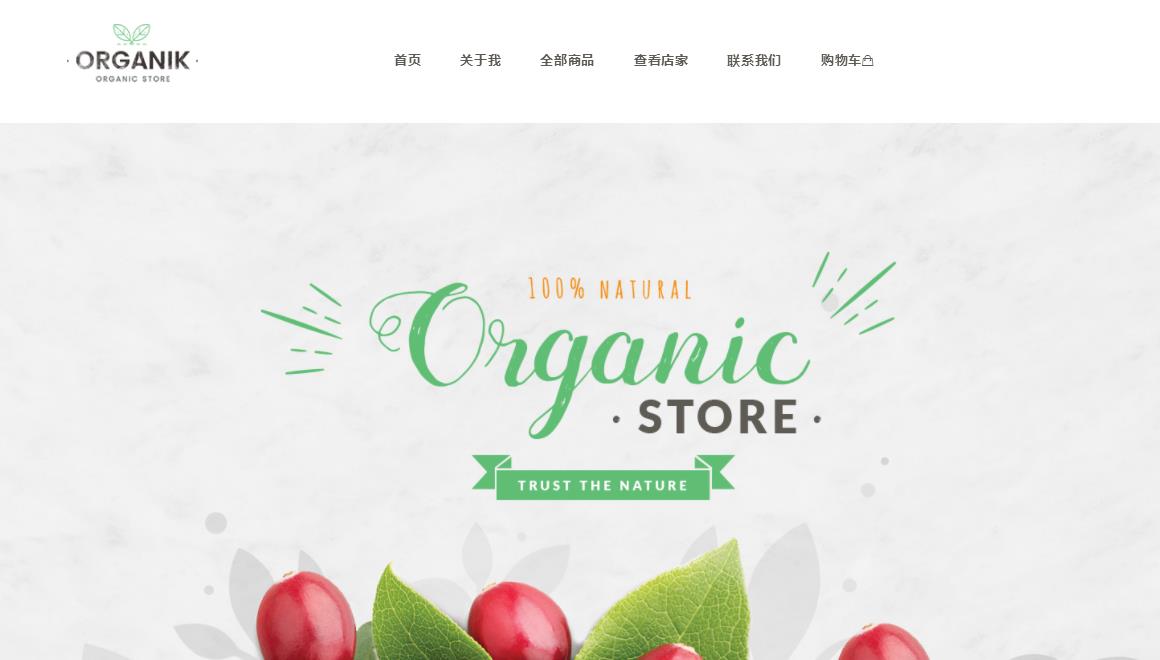 ORGANIK
ORGANIC STORE
首页 关于我 全部商品 查看店家 联系我们 购物车
100% NATURAL
Organic
· STORE ·
TRUST THE NATURE